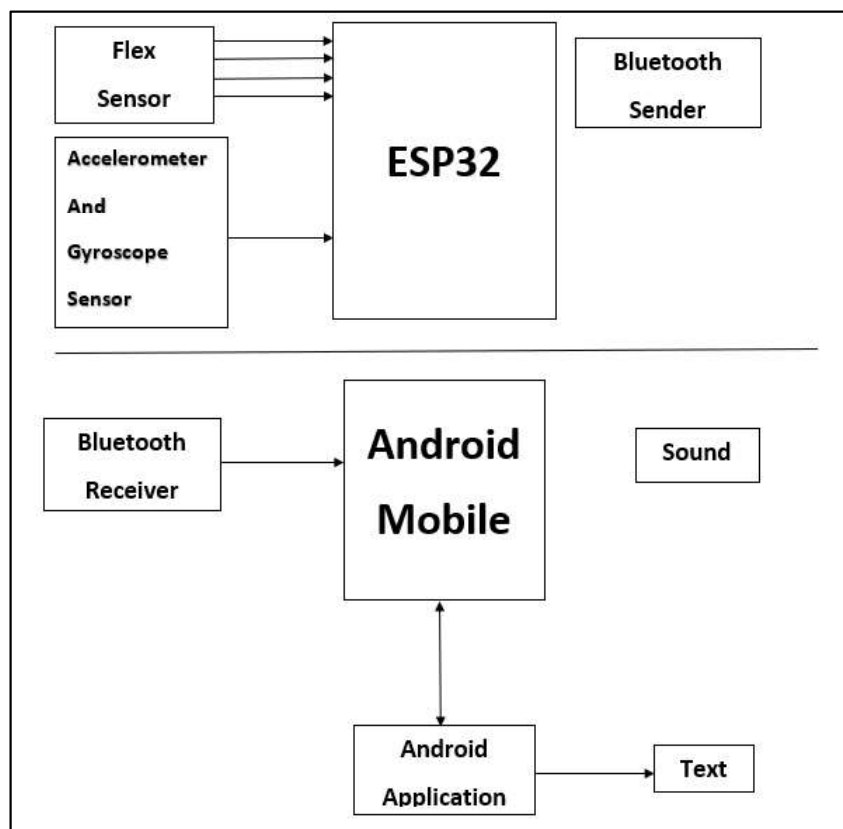 Flex
Sensor
Accelerometer
And
Gyroscope
Sensor
ESP32
Bluetooth
Sender
Bluetooth
Receiver
Android
Mobile
Sound
Android
Application
Text